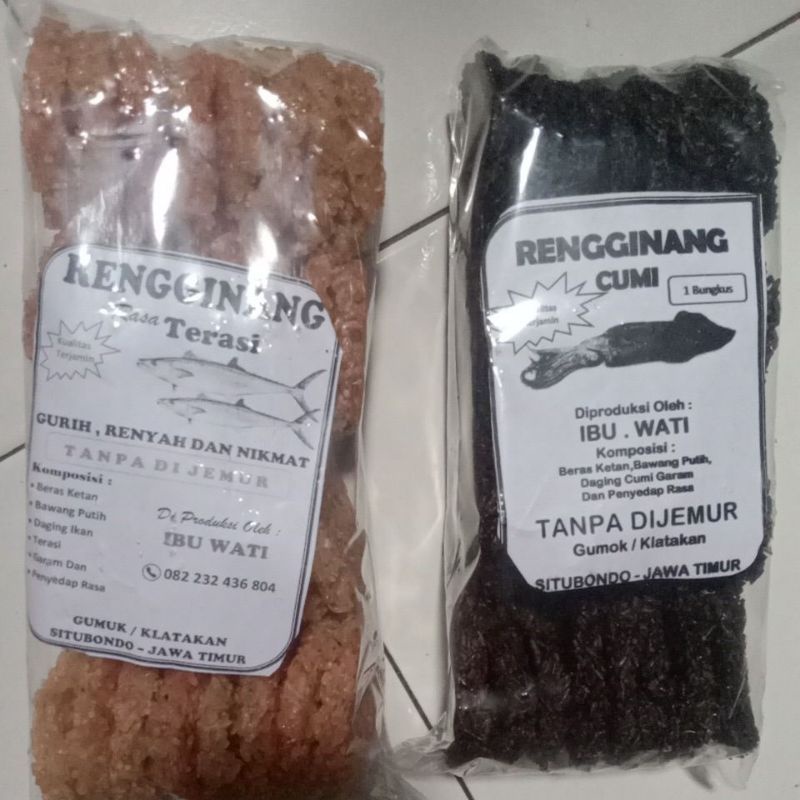 RENGGINANG
Rasa Terasi
Kualitas
Terjamin
GURIH , RENYAH DAN NIKMAT
TANPA DI JEMUR
Komposisi :
• Beras Ketan
• Bawang Putih
• Daging Ikan
• Terasi
• Garam Dan
Penyedap Rasa
Di Produksi Oleh :
IBU WATI
082 232 436 804
GUMUK / KLATAKAN
SITUBONDO – JAWA TIMUR
RENGGINANG
CUMI
1 Bungkus
Kualitas
Terjamin
Diproduksi Oleh :
IBU . WATI
Komposisi :
Beras Ketan,Bawang Putih,
Daging Cumi Garam
Dan Penyedap Rasa
TANPA DIJEMUR
Gumok / Klatakan
SITUBONDO - JAWA TIMUR